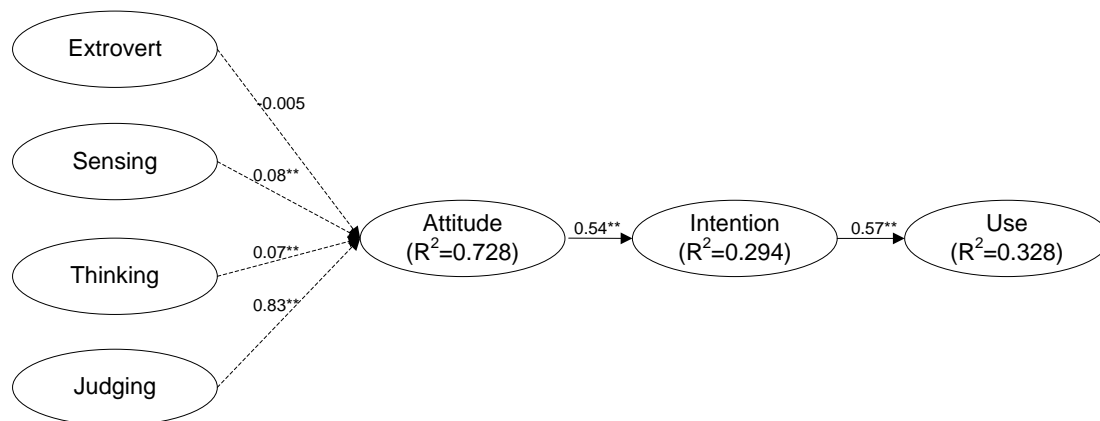 Extrovert
-0.005
Sensing
0.08**
Attitude
(R²=0.728)
0.54**
Intention
(R²=0.294)
0.57**
Use
(R²=0.328)
Thinking
0.07**
0.83**
Judging